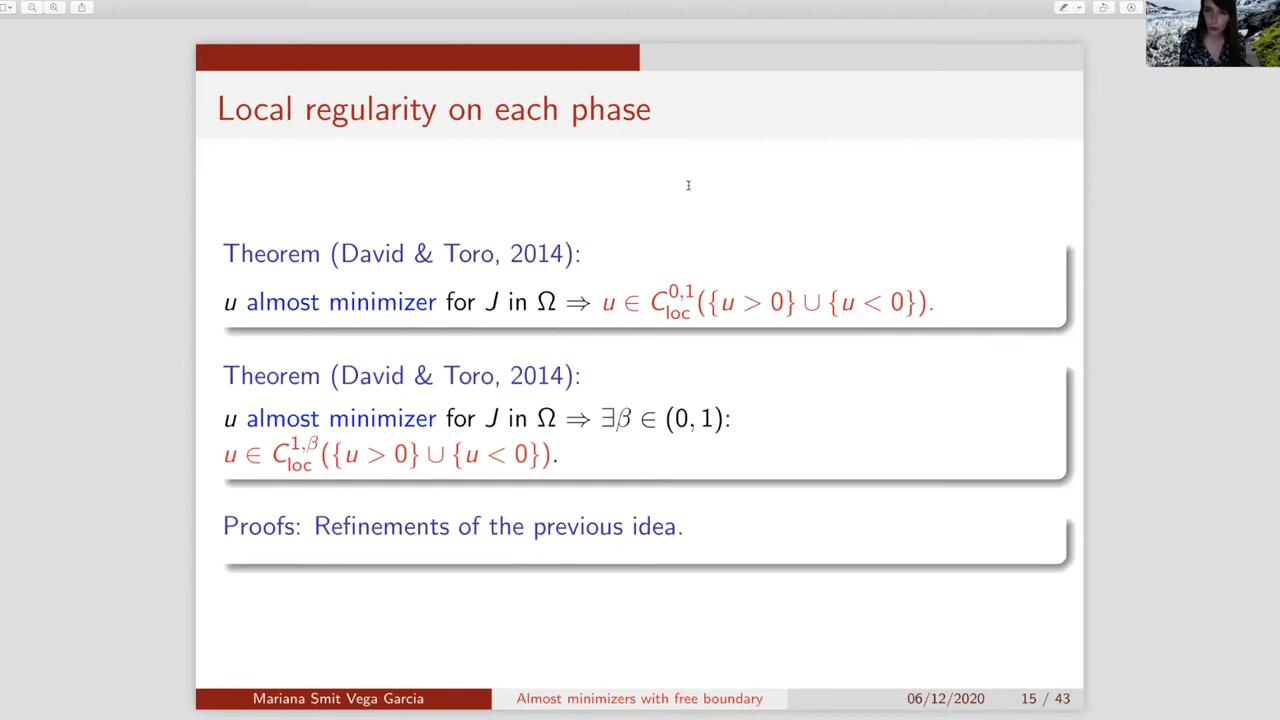 Local regularity on each phase
Theorem (David & Toro, 2014):
u almost minimizer for J in Ω ⇒ u ∈ C^{0,1}_{loc}({u > 0} ∪ {u < 0}).
Theorem (David & Toro, 2014):
u almost minimizer for J in Ω ⇒ ∃β ∈ (0, 1):
u ∈ C^{1,β}_{loc}({u > 0} ∪ {u < 0}).
Proofs: Refinements of the previous idea.
Mariana Smit Vega Garcia Almost minimizers with free boundary 06/12/2020 15 / 43